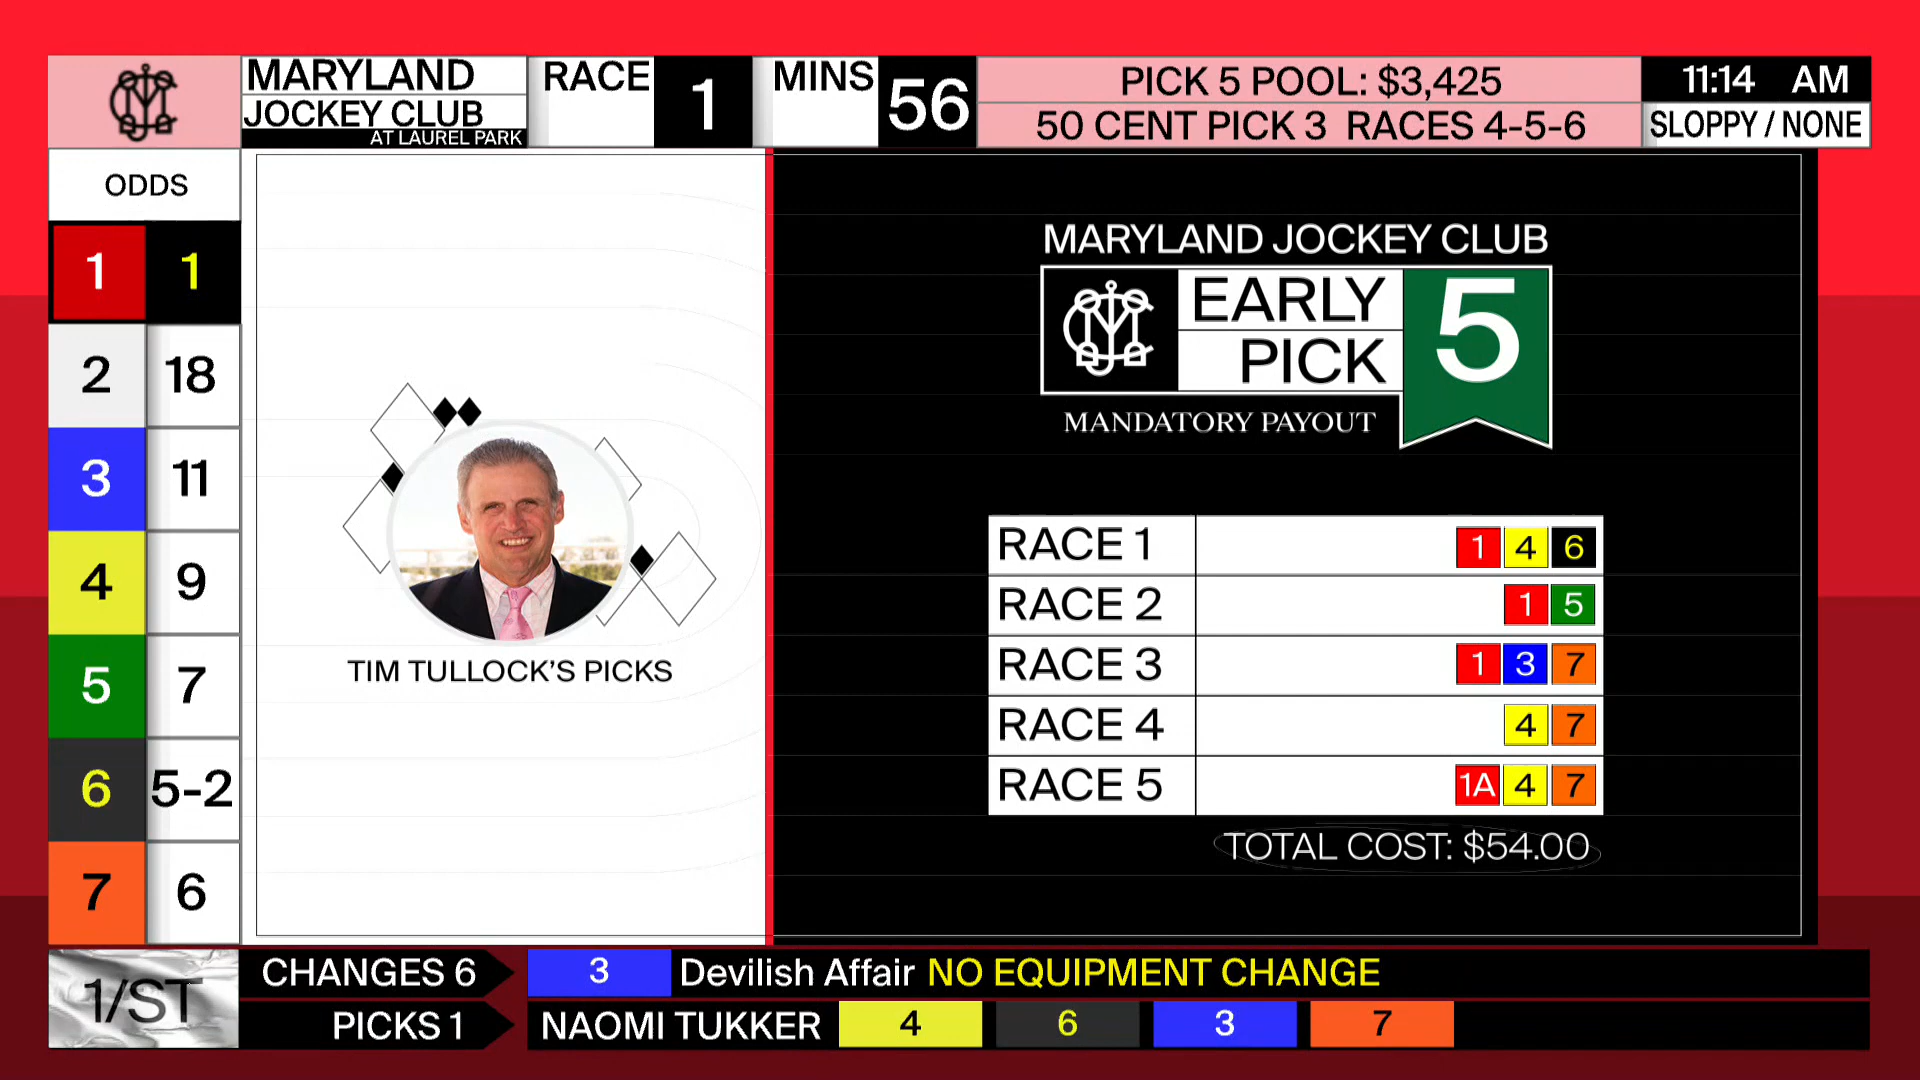 MARYLAND
JOCKEY CLUB
AT LAUREL PARK
RACE 1
MINS 56
PICK 5 POOL: $3,425
50 CENT PICK 3 RACES 4-5-6
11:14 AM
SLOPPY / NONE
ODDS
1 1
2 18
3 11
4 9
5 7
6 5-2
7 6
TIM TULLOCK'S PICKS
MARYLAND JOCKEY CLUB
EARLY
PICK
5
MANDATORY PAYOUT
RACE 1 1 4 6
RACE 2 1 5
RACE 3 1 3 7
RACE 4 4 7
RACE 5 1A 4 7
TOTAL COST: $54.00
1/ST
CHANGES 6 3 Devilish Affair NO EQUIPMENT CHANGE
PICKS 1 NAOMI TUKKER 4 6 3 7